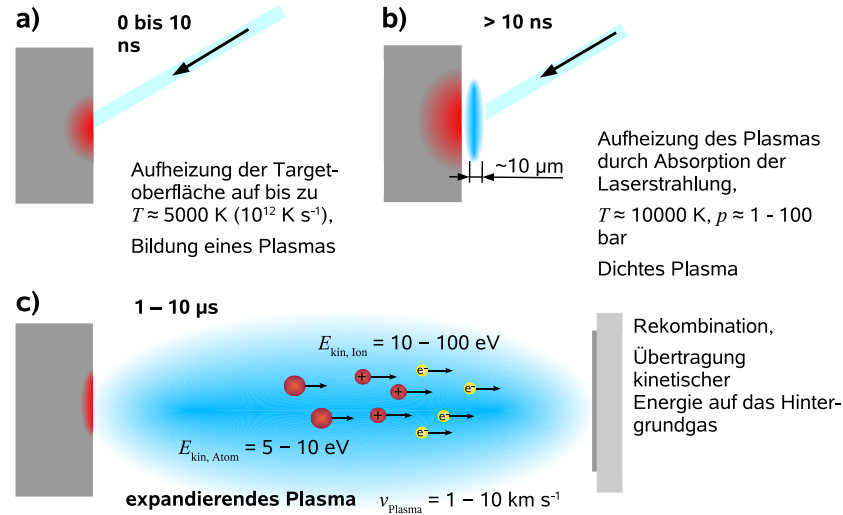 a)
0 bis 10
ns
Aufheizung der Target-
oberfläche auf bis zu
T ≈ 5000 K (10¹² K s⁻¹),
Bildung eines Plasmas
b)
> 10 ns
~10 µm
Aufheizung des Plasmas
durch Absorption der
Laserstrahlung,
T ≈ 10000 K, p ≈ 1 - 100
bar
Dichtes Plasma
c)
1 – 10 µs
E kin, Ion = 10 – 100 eV
+
+
+
e⁻
e⁻
e⁻
e⁻
E kin, Atom = 5 – 10 eV
expandierendes Plasma
v Plasma = 1 – 10 km s⁻¹
Rekombination,
Übertragung
kinetischer
Energie auf das Hinter-
grundgas